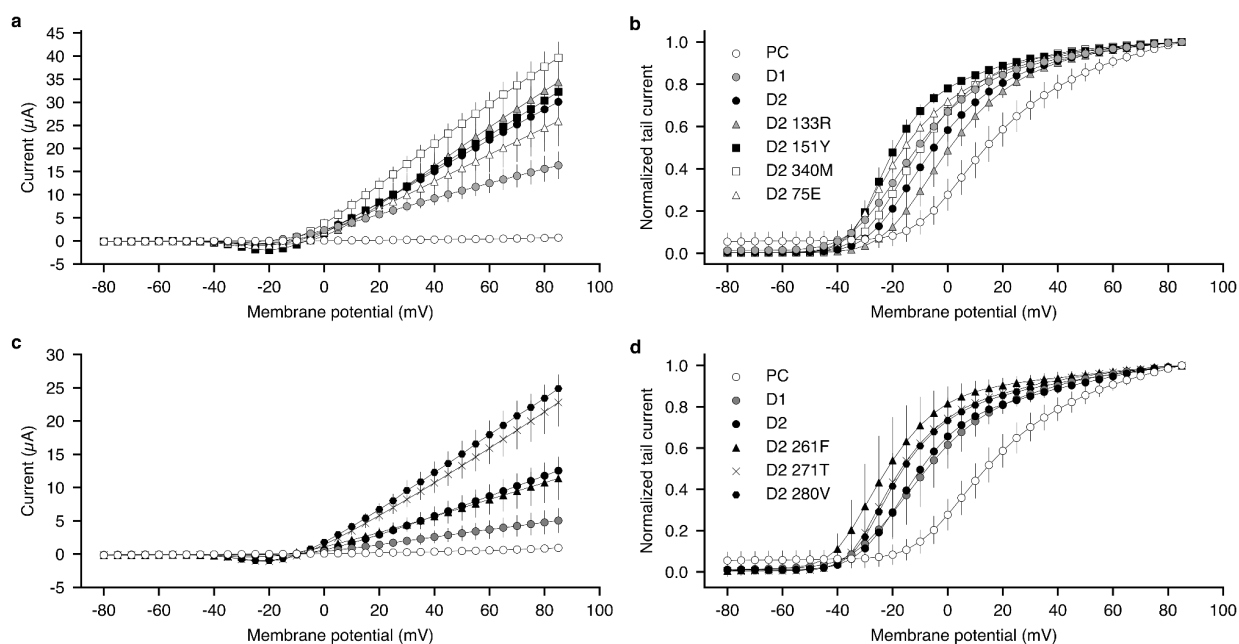 a
45
40
35
30
25
20
15
10
5
0
-5
Current (µA)
-80 -60 -40 -20 0 20 40 60 80 100
Membrane potential (mV)
b
1.0
0.8
0.6
0.4
0.2
0.0
Normalized tail current
PC
D1
D2
D2 133R
D2 151Y
D2 340M
D2 75E
-80 -60 -40 -20 0 20 40 60 80 100
Membrane potential (mV)
c
30
25
20
15
10
5
0
-5
Current (µA)
-80 -60 -40 -20 0 20 40 60 80 100
Membrane potential (mV)
d
1.0
0.8
0.6
0.4
0.2
0.0
Normalized tail current
PC
D1
D2
D2 261F
D2 271T
D2 280V
-80 -60 -40 -20 0 20 40 60 80 100
Membrane potential (mV)